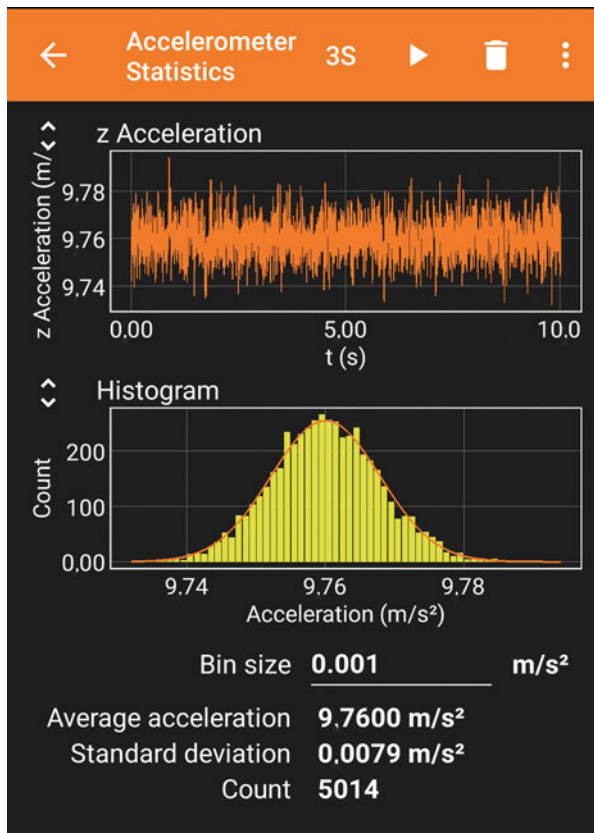 Accelerometer
Statistics
3S
z Acceleration
z Acceleration (m/
9.78
9.76
9.74
0.00 5.00 10.0
t (s)
Histogram
Count
200
100
0.00
9.74 9.76 9.78
Acceleration (m/s²)
Bin size 0.001 m/s²
Average acceleration 9.7600 m/s²
Standard deviation 0.0079 m/s²
Count 5014